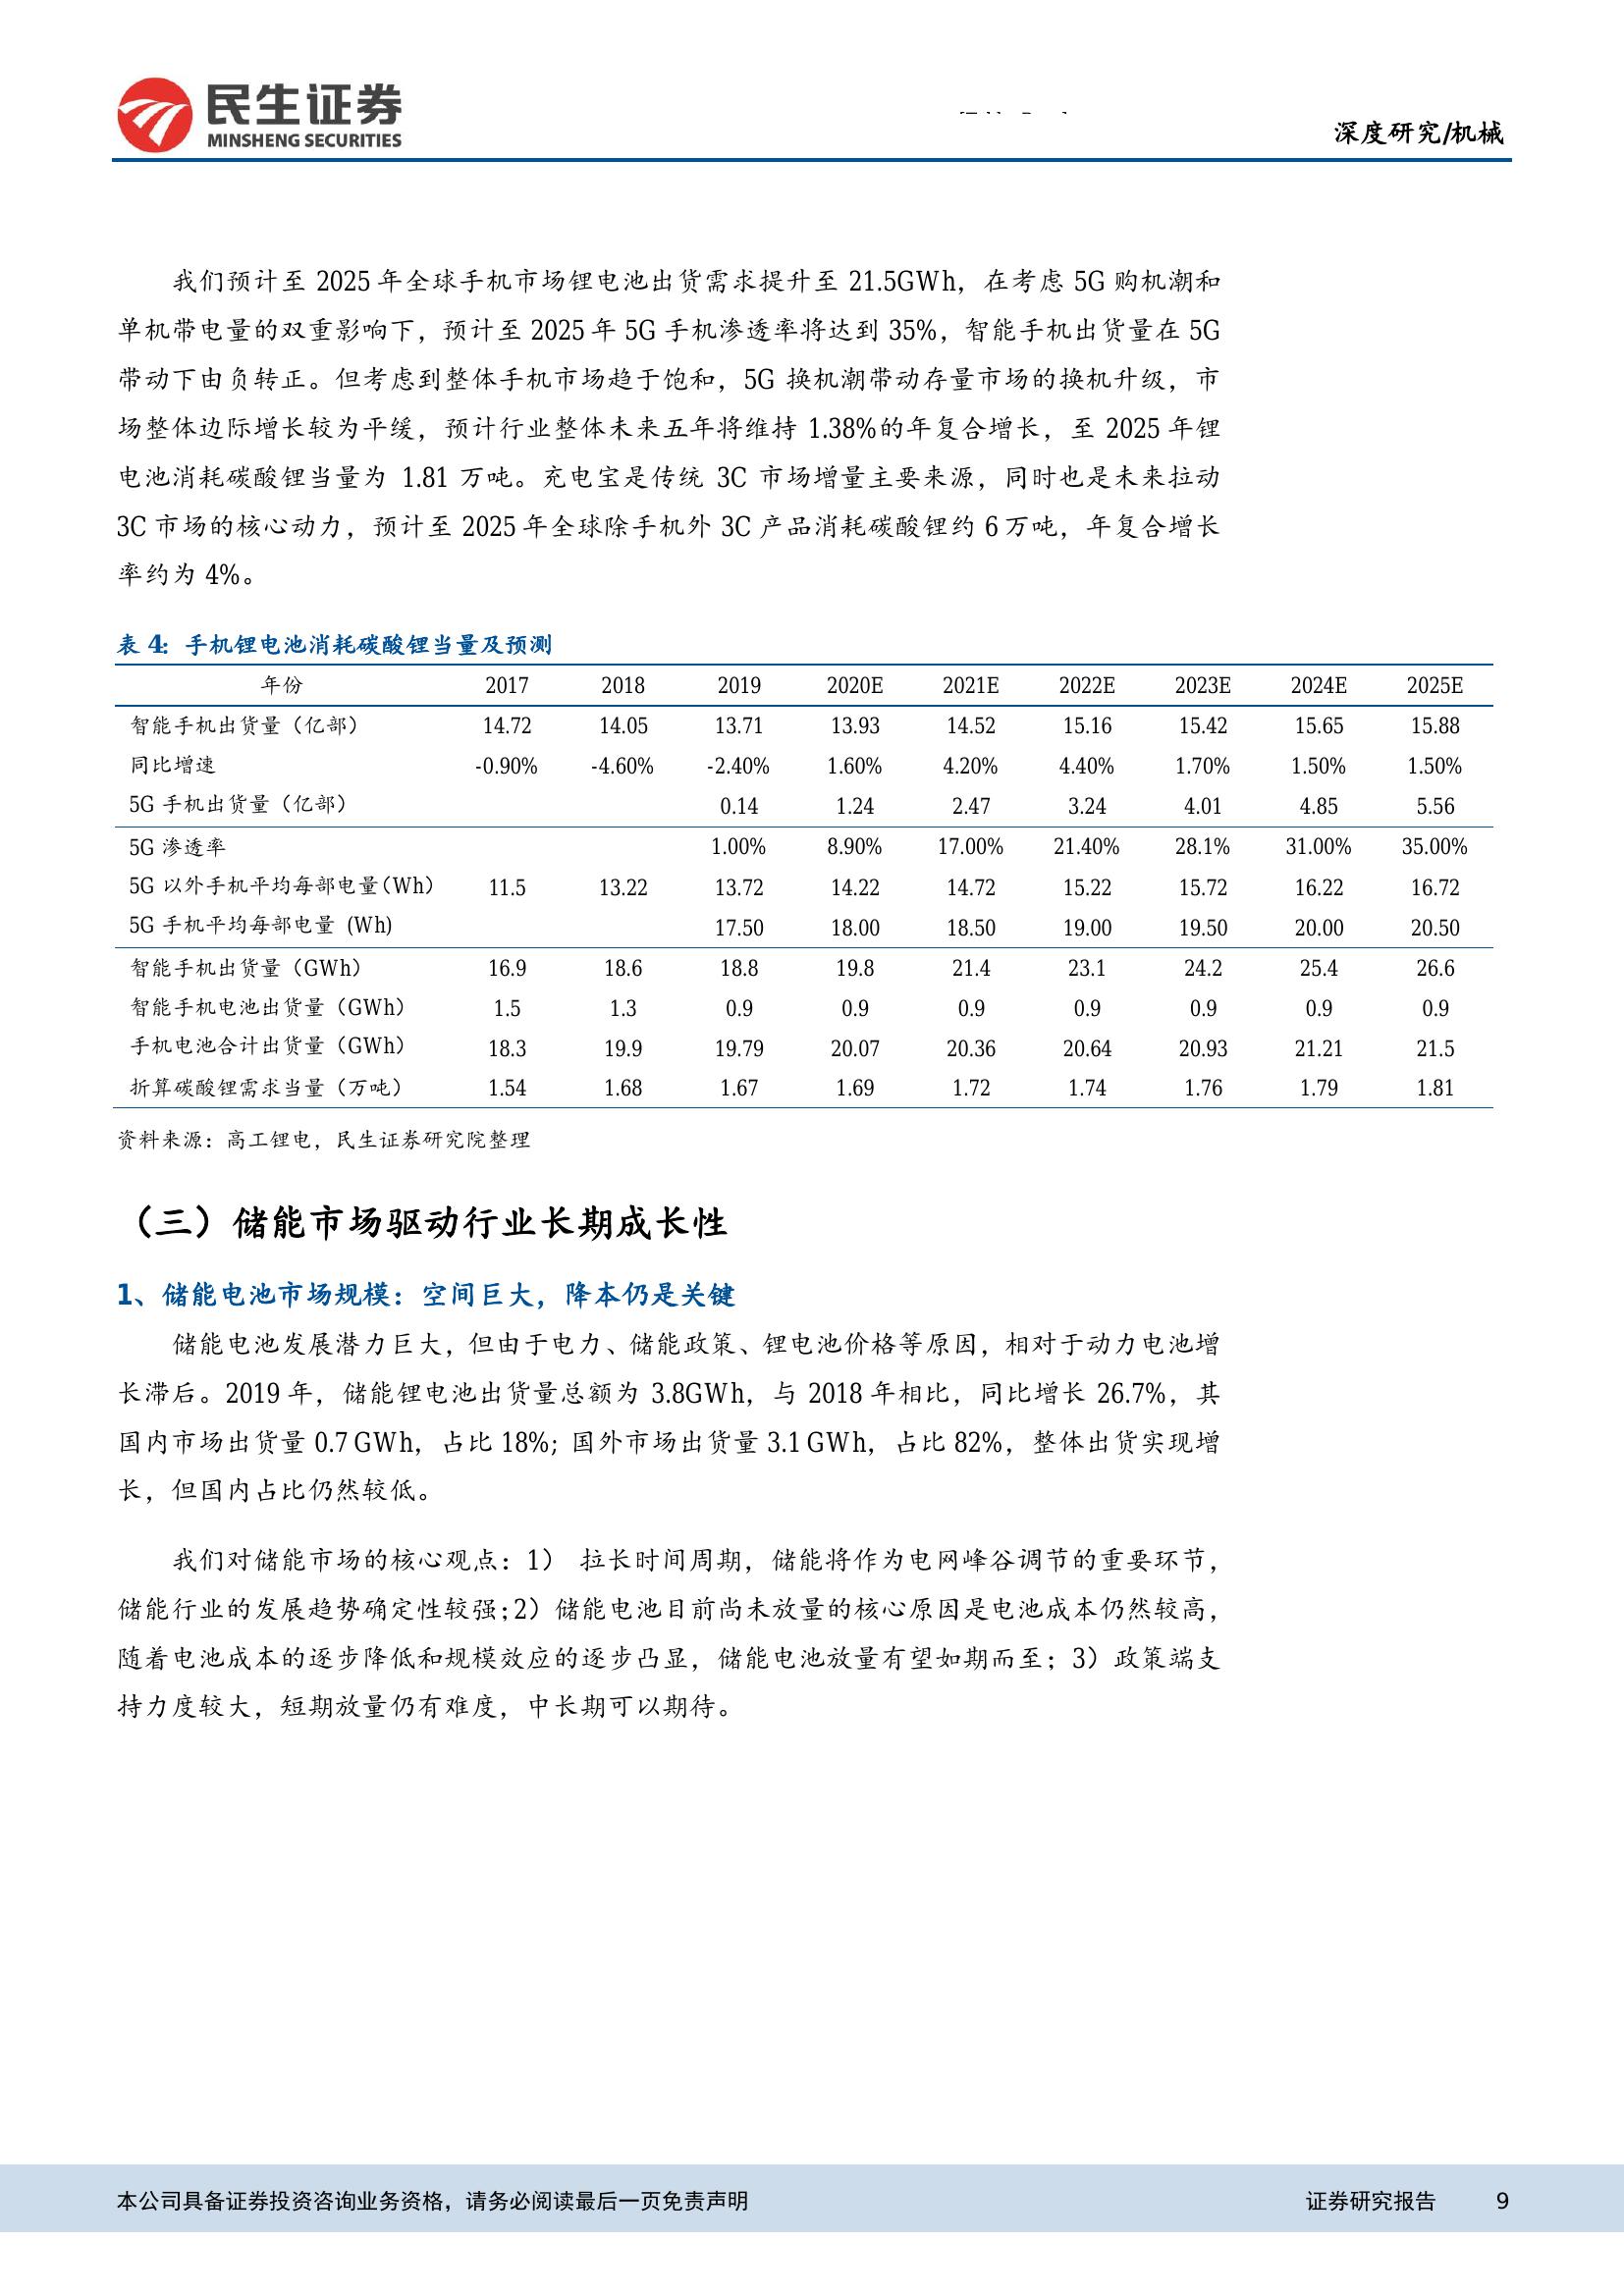 民生证券
MINSHENG SECURITIES
深度研究/机械
我们预计至 2025 年全球手机市场锂电池出货需求提升至 21.5GWh，在考虑 5G 购机潮和
单机带电量的双重影响下，预计至 2025 年 5G 手机渗透率将达到 35%，智能手机出货量在 5G
带动下由负转正。但考虑到整体手机市场趋于饱和，5G 换机潮带动存量市场的换机升级，市
场整体边际增长较为平缓，预计行业整体未来五年将维持 1.38%的年复合增长，至 2025 年锂
电池消耗碳酸锂当量为 1.81 万吨。充电宝是传统 3C 市场增量主要来源，同时也是未来拉动
3C 市场的核心动力，预计至 2025 年全球除手机外 3C 产品消耗碳酸锂约 6 万吨，年复合增长
率约为 4%。
表 4：手机锂电池消耗碳酸锂当量及预测
年份 2017 2018 2019 2020E 2021E 2022E 2023E 2024E 2025E
智能手机出货量（亿部） 14.72 14.05 13.71 13.93 14.52 15.16 15.42 15.65 15.88
同比增速 -0.90% -4.60% -2.40% 1.60% 4.20% 4.40% 1.70% 1.50% 1.50%
5G 手机出货量（亿部） 0.14 1.24 2.47 3.24 4.01 4.85 5.56
5G 渗透率 1.00% 8.90% 17.00% 21.40% 28.1% 31.00% 35.00%
5G 以外手机平均每部电量（Wh） 11.5 13.22 13.72 14.22 14.72 15.22 15.72 16.22 16.72
5G 手机平均每部电量 (Wh) 17.50 18.00 18.50 19.00 19.50 20.00 20.50
智能手机出货量（GWh） 16.9 18.6 18.8 19.8 21.4 23.1 24.2 25.4 26.6
智能手机电池出货量（GWh） 1.5 1.3 0.9 0.9 0.9 0.9 0.9 0.9 0.9
手机电池合计出货量（GWh） 18.3 19.9 19.79 20.07 20.36 20.64 20.93 21.21 21.5
折算碳酸锂需求当量（万吨） 1.54 1.68 1.67 1.69 1.72 1.74 1.76 1.79 1.81
资料来源：高工锂电，民生证券研究院整理
（三）储能市场驱动行业长期成长性
1、储能电池市场规模：空间巨大，降本仍是关键
储能电池发展潜力巨大，但由于电力、储能政策、锂电池价格等原因，相对于动力电池增
长滞后。2019 年，储能锂电池出货量总额为 3.8GWh，与 2018 年相比，同比增长 26.7%，其
国内市场出货量 0.7 GWh，占比 18%; 国外市场出货量 3.1 GWh，占比 82%，整体出货实现增
长，但国内占比仍然较低。
我们对储能市场的核心观点：1） 拉长时间周期，储能将作为电网峰谷调节的重要环节，
储能行业的发展趋势确定性较强;2）储能电池目前尚未放量的核心原因是电池成本仍然较高，
随着电池成本的逐步降低和规模效应的逐步凸显，储能电池放量有望如期而至；3）政策端支
持力度较大，短期放量仍有难度，中长期可以期待。
本公司具备证券投资咨询业务资格，请务必阅读最后一页免责声明 证券研究报告 9